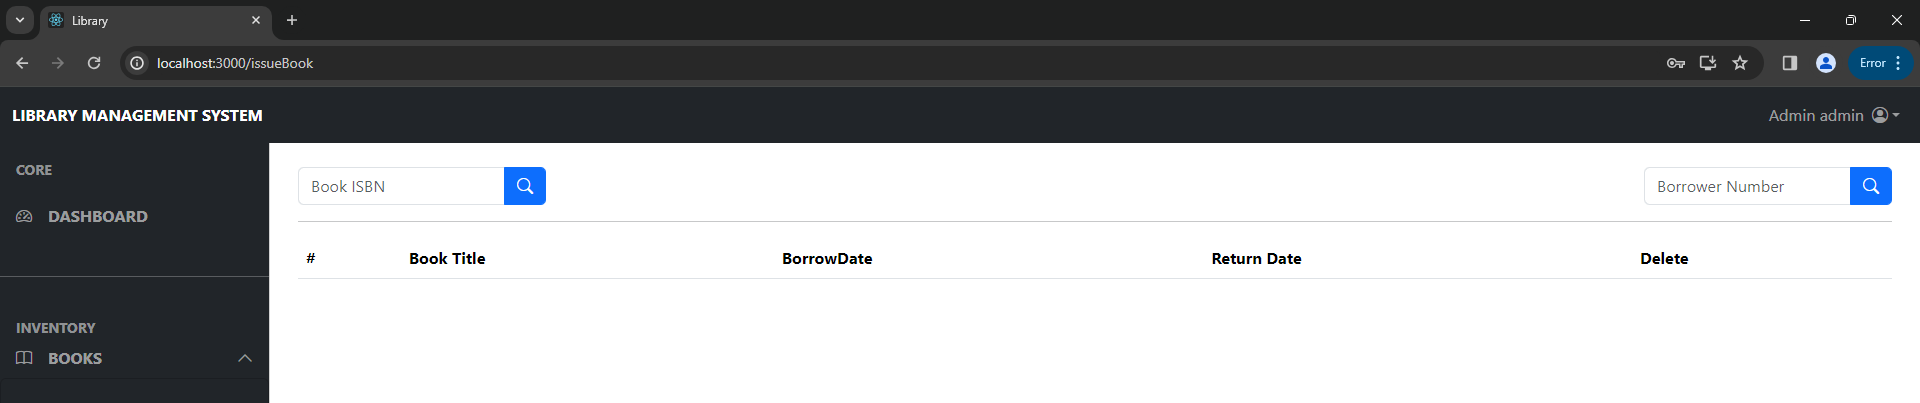 Library
localhost:3000/issueBook
Error
LIBRARY MANAGEMENT SYSTEM
Admin admin
CORE
DASHBOARD
INVENTORY
BOOKS
Book ISBN
Borrower Number
# Book Title BorrowDate Return Date Delete